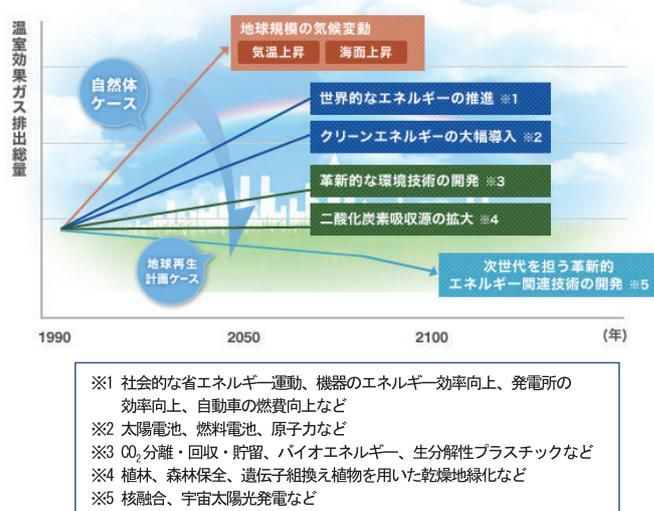 温室効果ガス排出総量
地球規模の気候変動
気温上昇 海面上昇
自然体
ケース
世界的なエネルギーの推進 ※1
クリーンエネルギーの大幅導入 ※2
革新的な環境技術の開発 ※3
二酸化炭素吸収源の拡大 ※4
地球再生
計画ケース
次世代を担う革新的
エネルギー関連技術の開発 ※5
1990 2050 2100 (年)
※1 社会的な省エネルギー運動、機器のエネルギー効率向上、発電所の
効率向上、自動車の燃費向上など
※2 太陽電池、燃料電池、原子力など
※3 CO₂分離・回収・貯留、バイオエネルギー、生分解性プラスチックなど
※4 植林、森林保全、遺伝子組換え植物を用いた乾燥地緑化など
※5 核融合、宇宙太陽光発電など